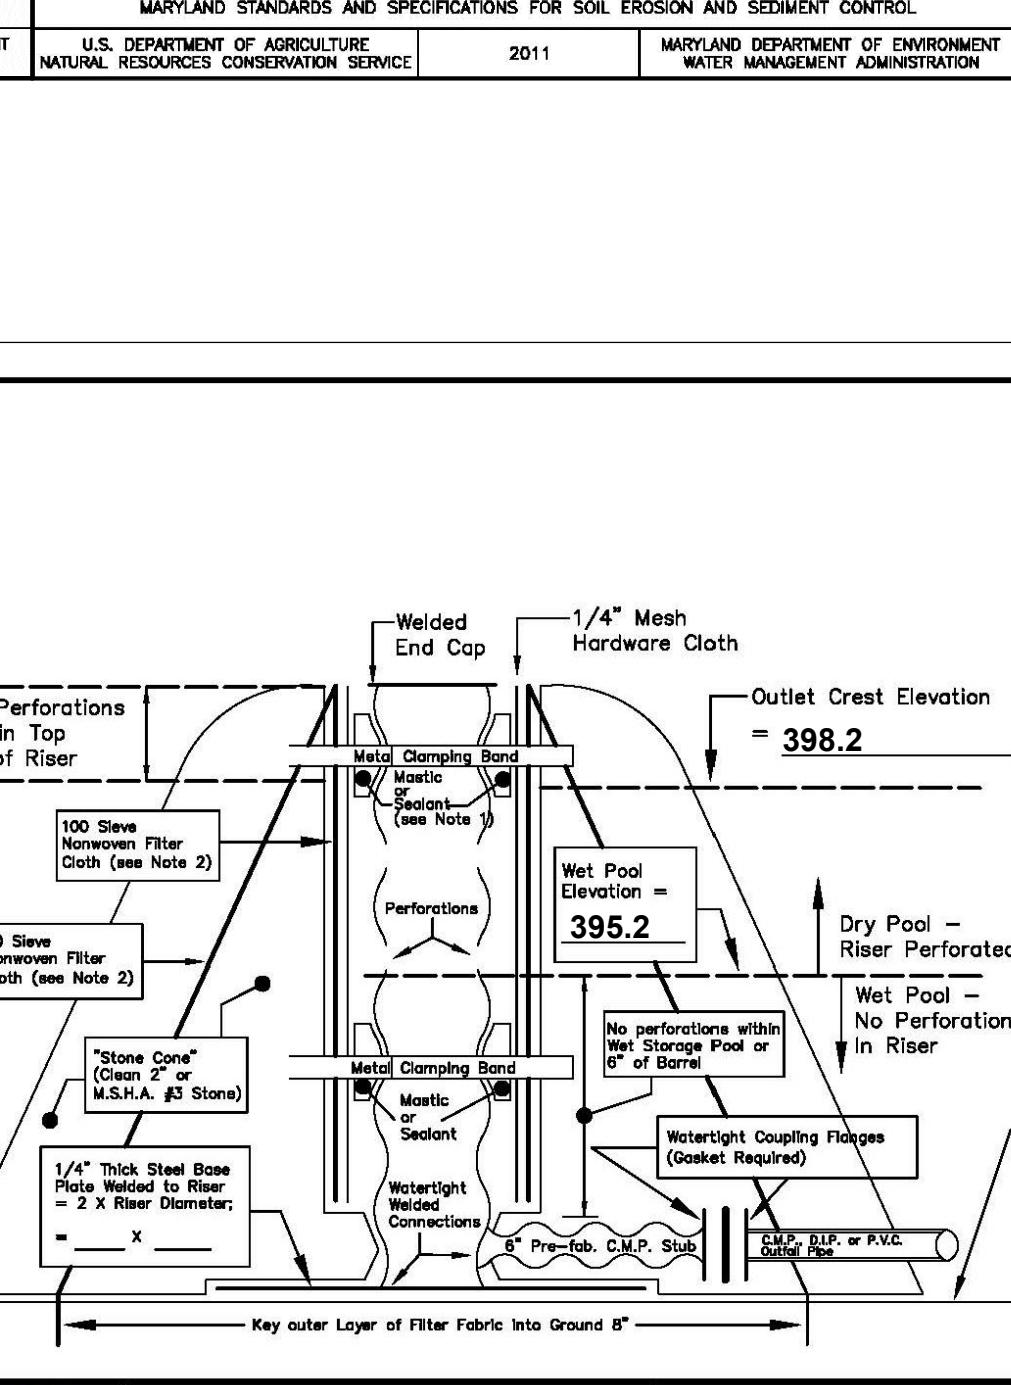 MARYLAND STANDARDS AND SPECIFICATIONS FOR SOIL EROSION AND SEDIMENT CONTROL
U.S. DEPARTMENT OF AGRICULTURE
NATURAL RESOURCES CONSERVATION SERVICE
2011
MARYLAND DEPARTMENT OF ENVIRONMENT
WATER MANAGEMENT ADMINISTRATION
Welded
End Cap
1/4" Mesh
Hardware Cloth
Perforations
in Top
of Riser
Outlet Crest Elevation
= 398.2
Metal Clamping Band
Mastic
or
Sealant
(see Note 1)
100 Sieve
Nonwoven Filter
Cloth (see Note 2)
Wet Pool
Elevation =
395.2
Perforations
Dry Pool –
Riser Perforated
Sieve
Filter
(see Note 2)
Wet Pool –
No Perforation
In Riser
No perforations within
Wet Storage Pool or
6" of Barrel
"Stone Cone"
(Clean 2" or
M.S.H.A. #3 Stone)
Metal Clamping Band
Mastic
or
Sealant
Watertight Coupling Flanges
(Gasket Required)
1/4" Thick Steel Base
Plate Welded to Riser
= 2 X Riser Diameter;
= ____ X ____
Watertight
Welded
Connections
6" Pre-fab. C.M.P. Stub
C.M.P., D.I.P. or P.V.C.
Outfall Pipe
Key outer Layer of Filter Fabric into Ground 8"